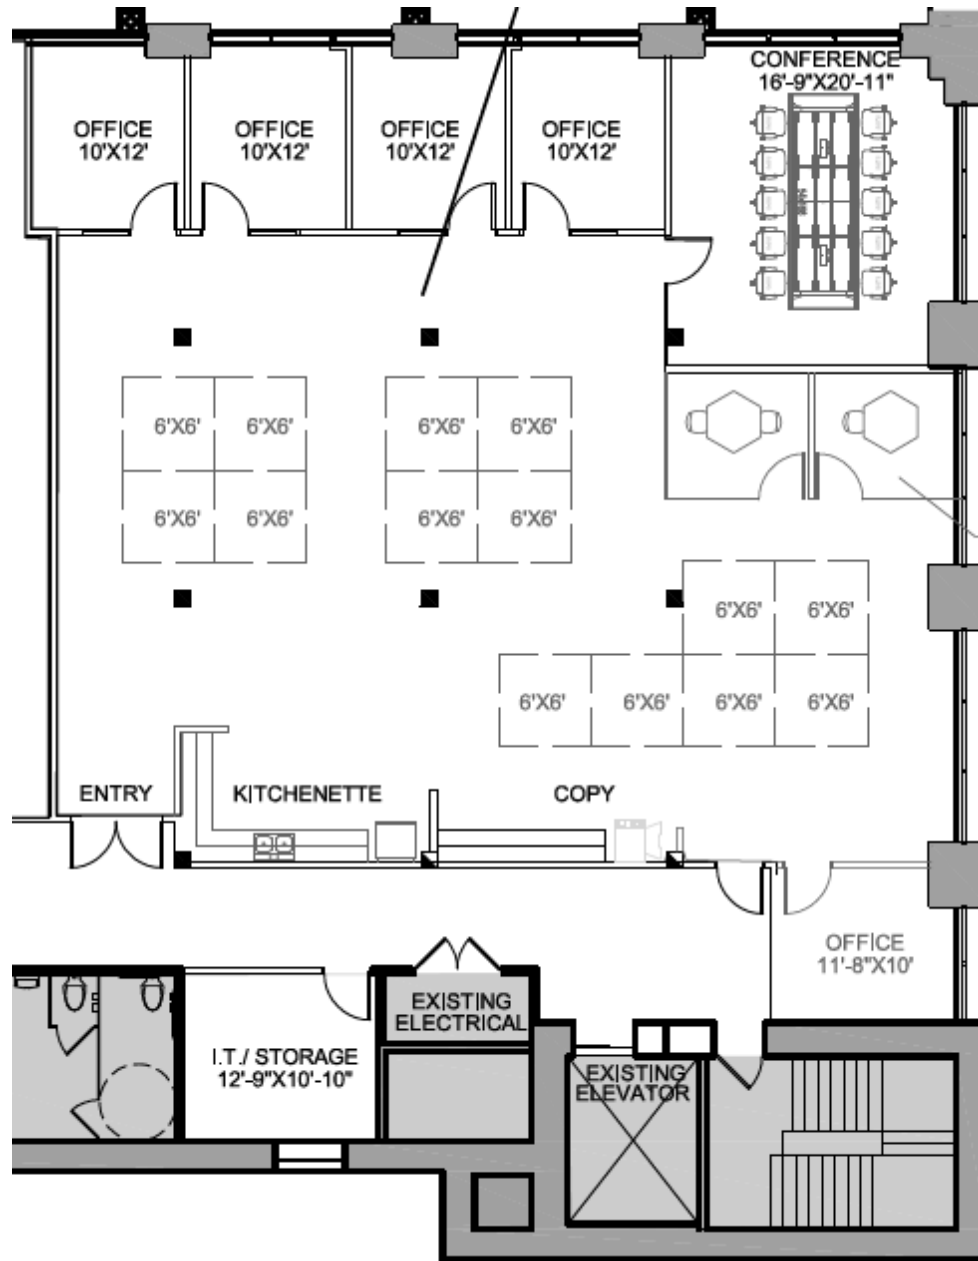 CONFERENCE
16'-9"X20'-11"
OFFICE
10'X12'
OFFICE
10'X12'
OFFICE
10'X12'
OFFICE
10'X12'
6'X6'
6'X6'
6'X6'
6'X6'
6'X6'
6'X6'
6'X6'
6'X6'
6'X6'
6'X6'
6'X6'
6'X6'
6'X6'
6'X6'
ENTRY
KITCHENETTE
COPY
OFFICE
11'-8"X10'
EXISTING
ELECTRICAL
I.T./ STORAGE
12'-9"X10'-10"
EXISTING
ELEVATOR